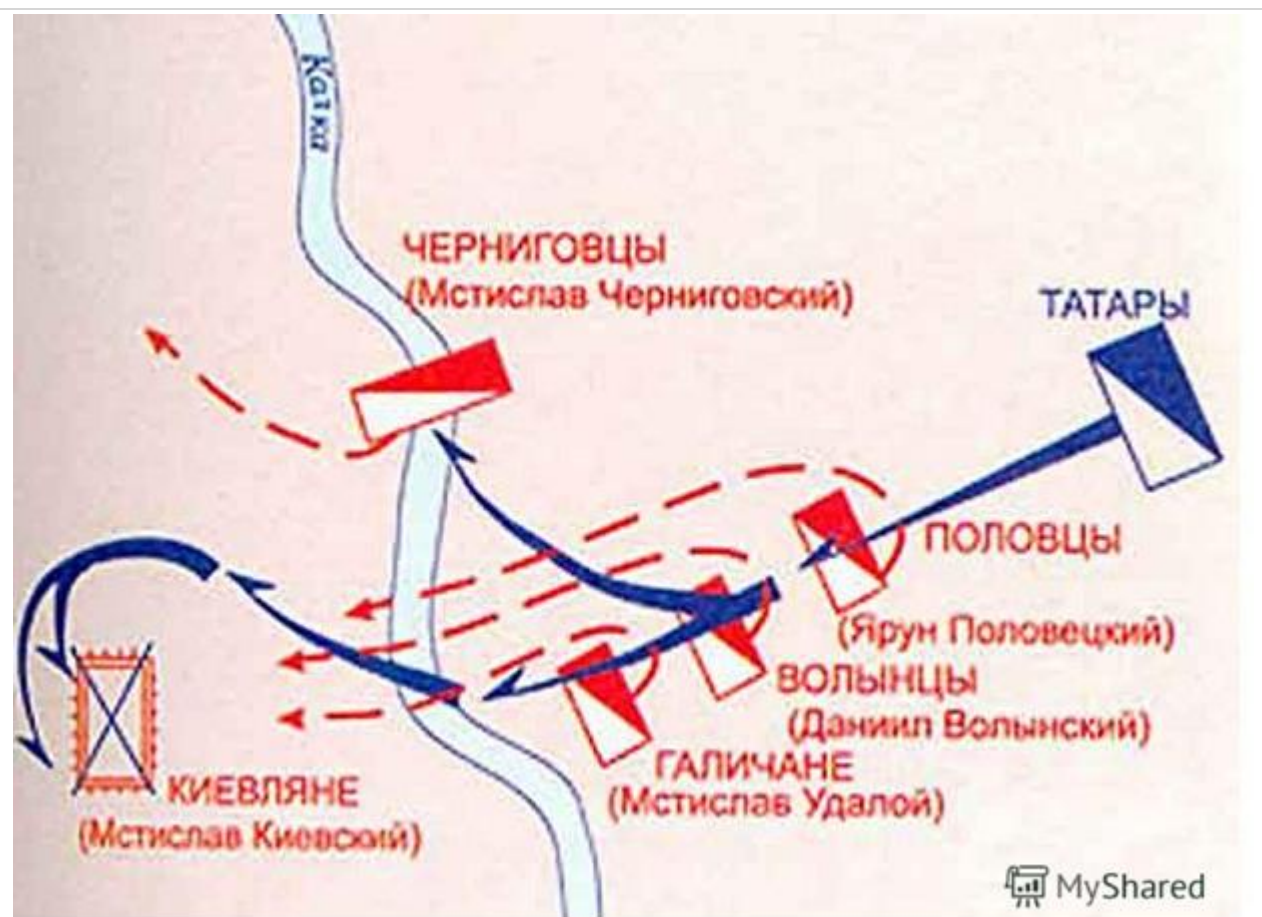 Калка
ЧЕРНИГОВЦЫ
(Мстислав Черниговский)
ТАТАРЫ
ПОЛОВЦЫ
(Ярун Половецкий)
ВОЛЫНЦЫ
(Даниил Волынский)
ГАЛИЧАНЕ
(Мстислав Удалой)
КИЕВЛЯНЕ
(Мстислав Киевский)
MyShared